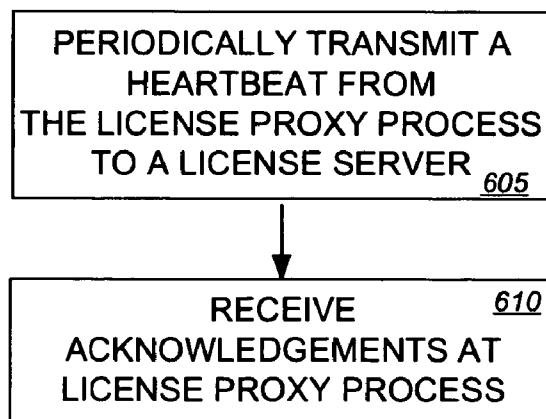 PERIODICALLY TRANSMIT A
HEARTBEAT FROM
THE LICENSE PROXY PROCESS
TO A LICENSE SERVER
605
RECEIVE 610
ACKNOWLEDGEMENTS AT
LICENSE PROXY PROCESS